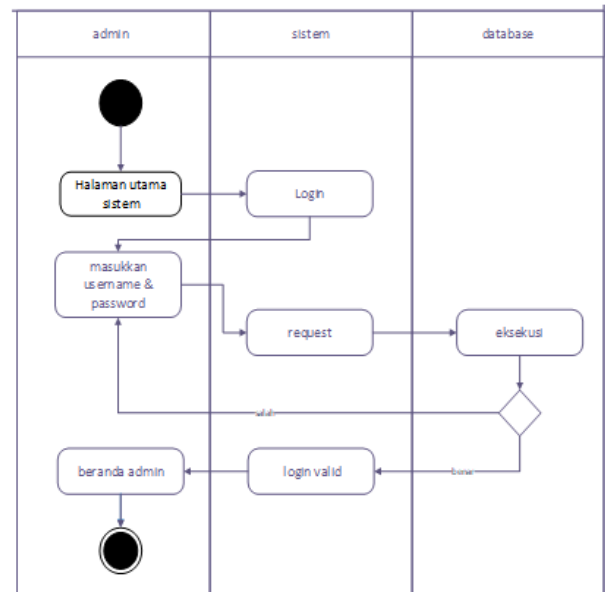 admin
sistem
database
Halaman utama
sistem
Login
masukkan
username &
password
request
eksekusi
beranda admin
login valid